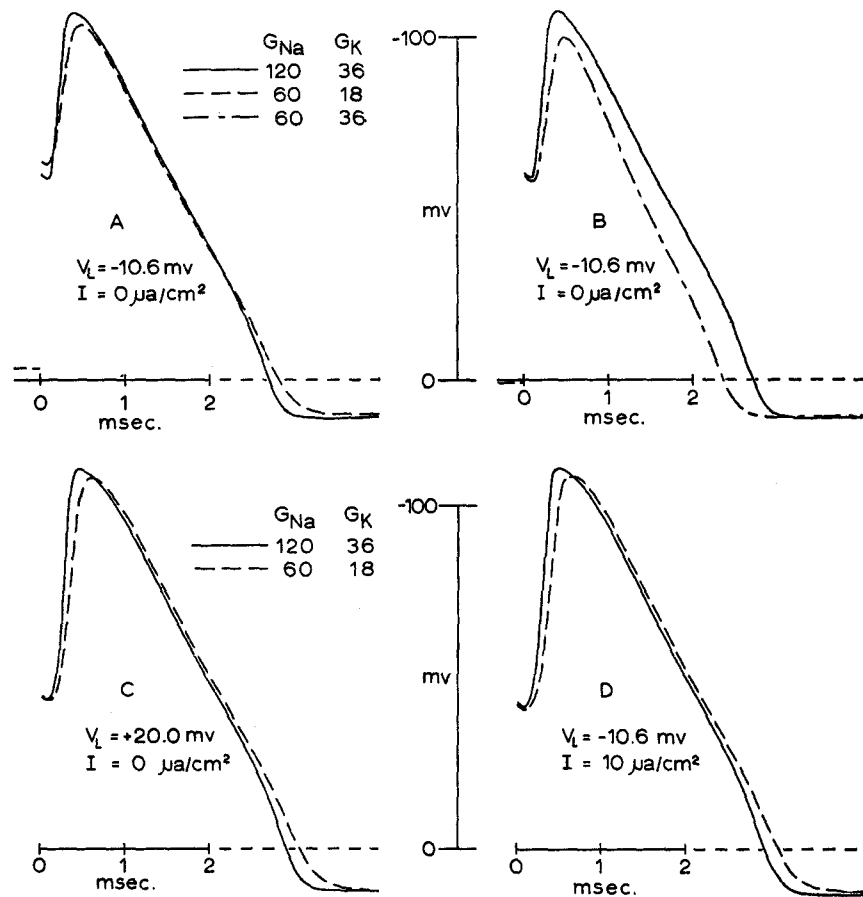 G_Na G_K
120 36
60 18
60 36
A
V_L = -10.6 mv
I = 0 μa/cm²
0 1 2
msec.
-100
mv
0
B
V_L = -10.6 mv
I = 0 μa/cm²
0 1 2
msec.
G_Na G_K
120 36
60 18
C
V_L = +20.0 mv
I = 0 μa/cm²
0 1 2
msec.
-100
mv
0
D
V_L = -10.6 mv
I = 10 μa/cm²
0 1 2
msec.